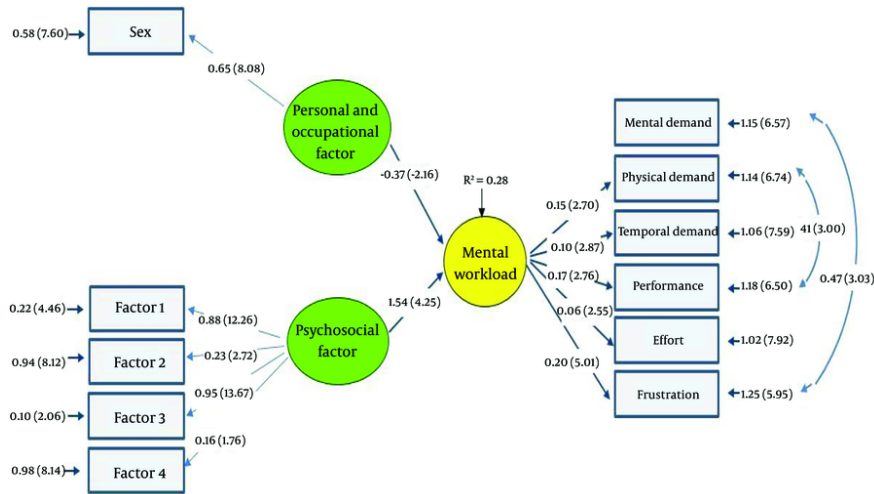 Sex
0.58 (7.60)
0.65 (8.08)
Personal and
occupational
factor
-0.37 (-2.16)
R² = 0.28
Mental
workload
1.54 (4.25)
Psychosocial
factor
0.22 (4.46)
Factor 1
0.88 (12.26)
0.94 (8.12)
Factor 2
0.23 (2.72)
0.10 (2.06)
Factor 3
0.95 (13.67)
0.98 (8.14)
Factor 4
0.16 (1.76)
0.15 (2.70)
0.10 (2.87)
0.17 (2.76)
0.06 (2.55)
0.20 (5.01)
Mental demand
1.15 (6.57)
Physical demand
1.14 (6.74)
Temporal demand
1.06 (7.59)
Performance
1.18 (6.50)
Effort
1.02 (7.92)
Frustration
1.25 (5.95)
41 (3.00)
0.47 (3.03)